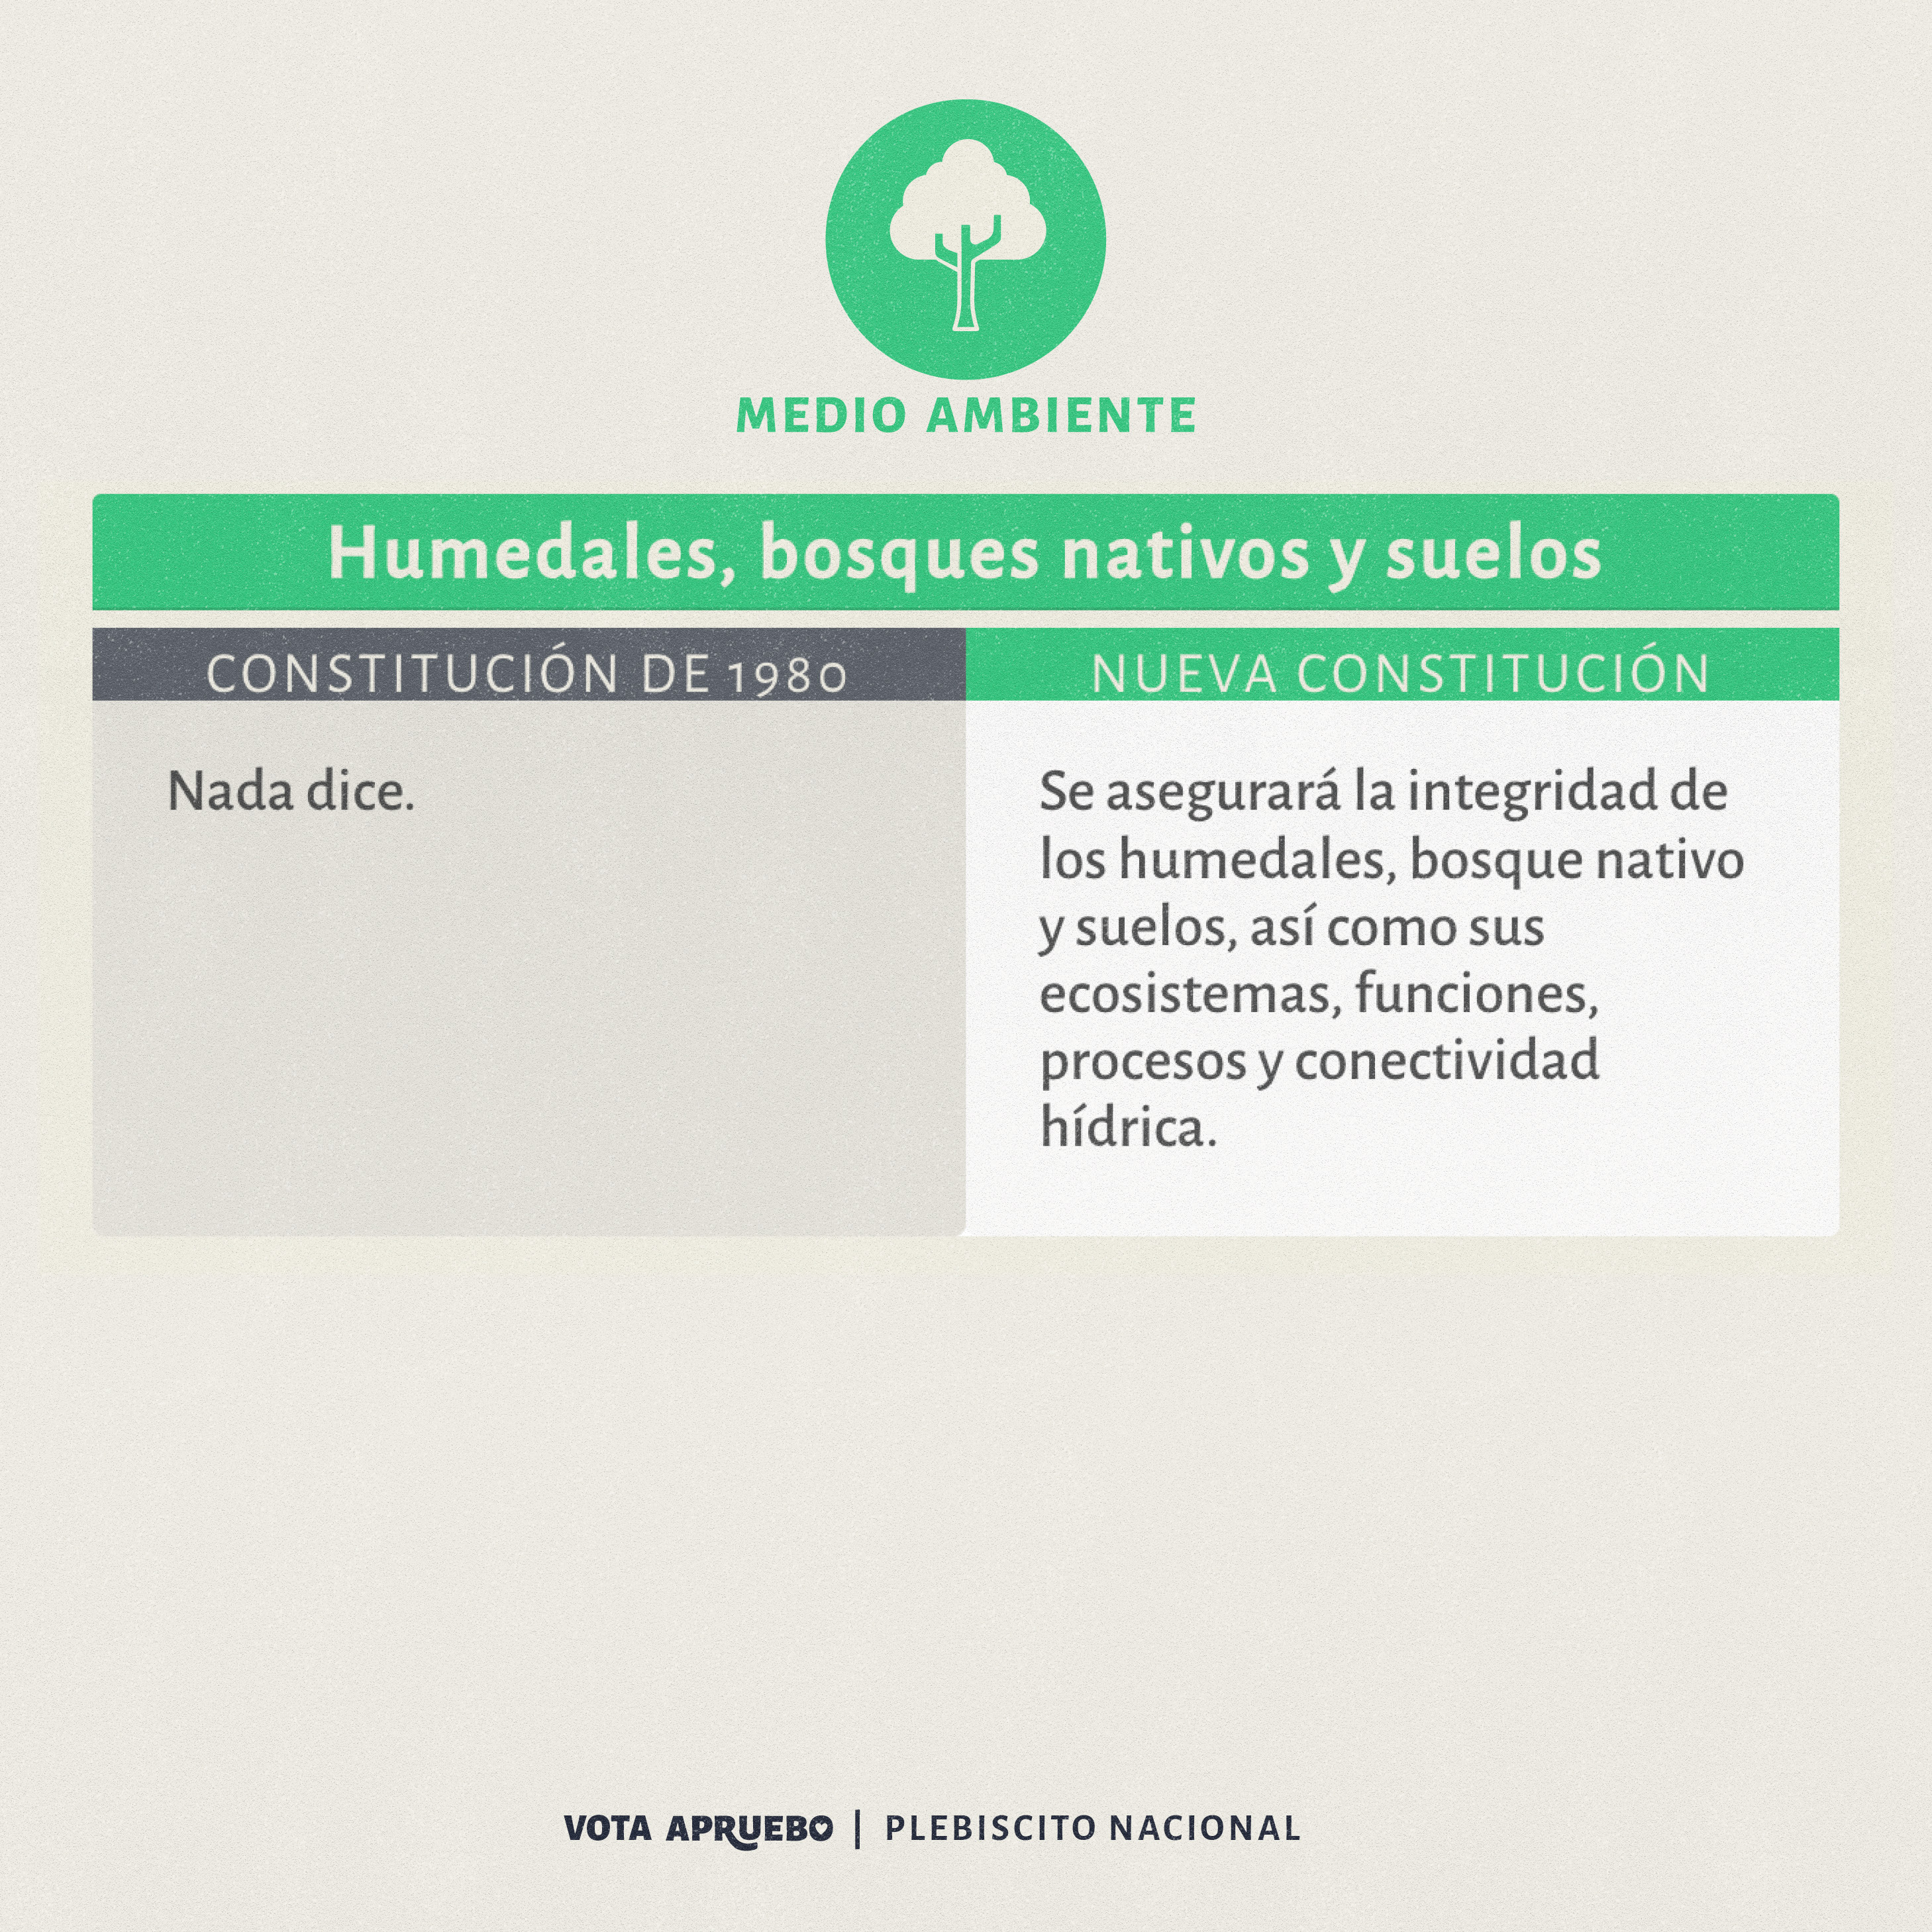 MEDIO AMBIENTE
Humedales, bosques nativos y suelos
CONSTITUCIÓN DE 1980
Nada dice.
NUEVA CONSTITUCIÓN
Se asegurará la integridad de
los humedales, bosque nativo
y suelos, así como sus
ecosistemas, funciones,
procesos y conectividad
hídrica.
VOTA APRUEBO | PLEBISCITO NACIONAL